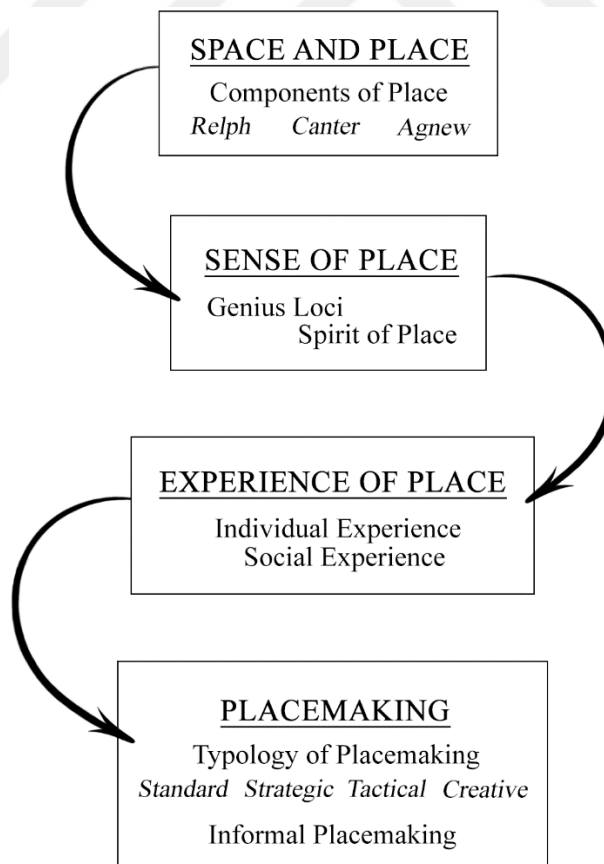 SPACE AND PLACE
Components of Place
Relph Canter Agnew
SENSE OF PLACE
Genius Loci
Spirit of Place
EXPERIENCE OF PLACE
Individual Experience
Social Experience
PLACEMAKING
Typology of Placemaking
Standard Strategic Tactical Creative
Informal Placemaking